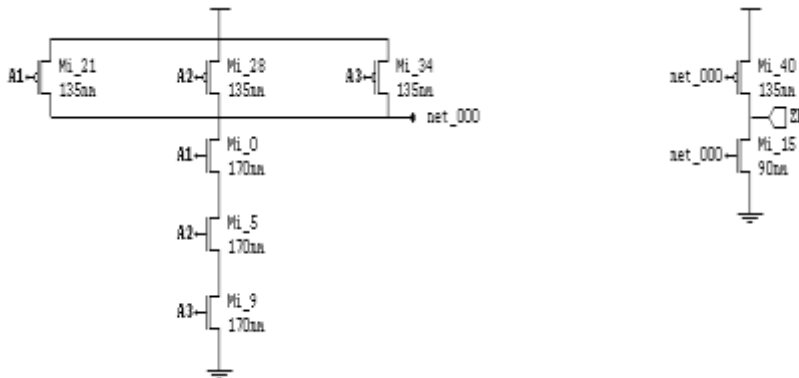 A1 Mi_21 135nm
A2 Mi_28 135nm
A3 Mi_34 135nm
net_000
A1 Mi_0 170nm
A2 Mi_5 170nm
A3 Mi_9 170nm
net_000 Mi_40 135nm
net_000 Mi_15 90nm